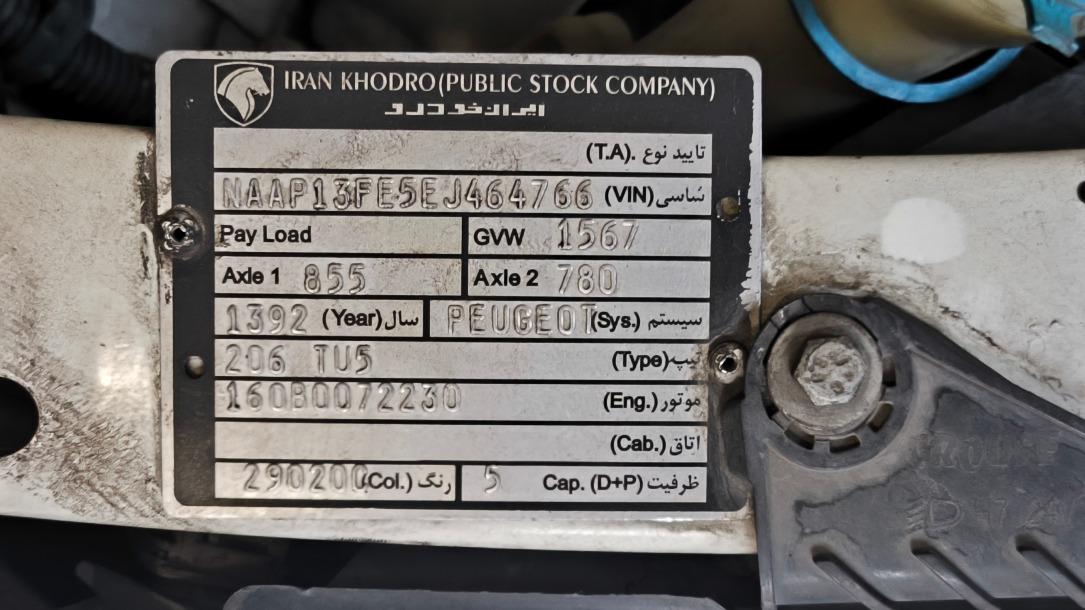 IRAN KHODRO(PUBLIC STOCK COMPANY)
ایران خودرو
تایید نوع .(T.A)
NAAP13FE5EJ464766 (VIN) شاسی
Pay Load GVW 1567
Axle 1 855 Axle 2 780
1392 (Year) سال PEUGEOT (Sys.) سیستم
206 TU5 (Type) تیپ
160B0072230 (Eng.) موتور
(Cab.) اتاق
290200 (Col.) رنگ 5 Cap. (D+P) ظرفیت